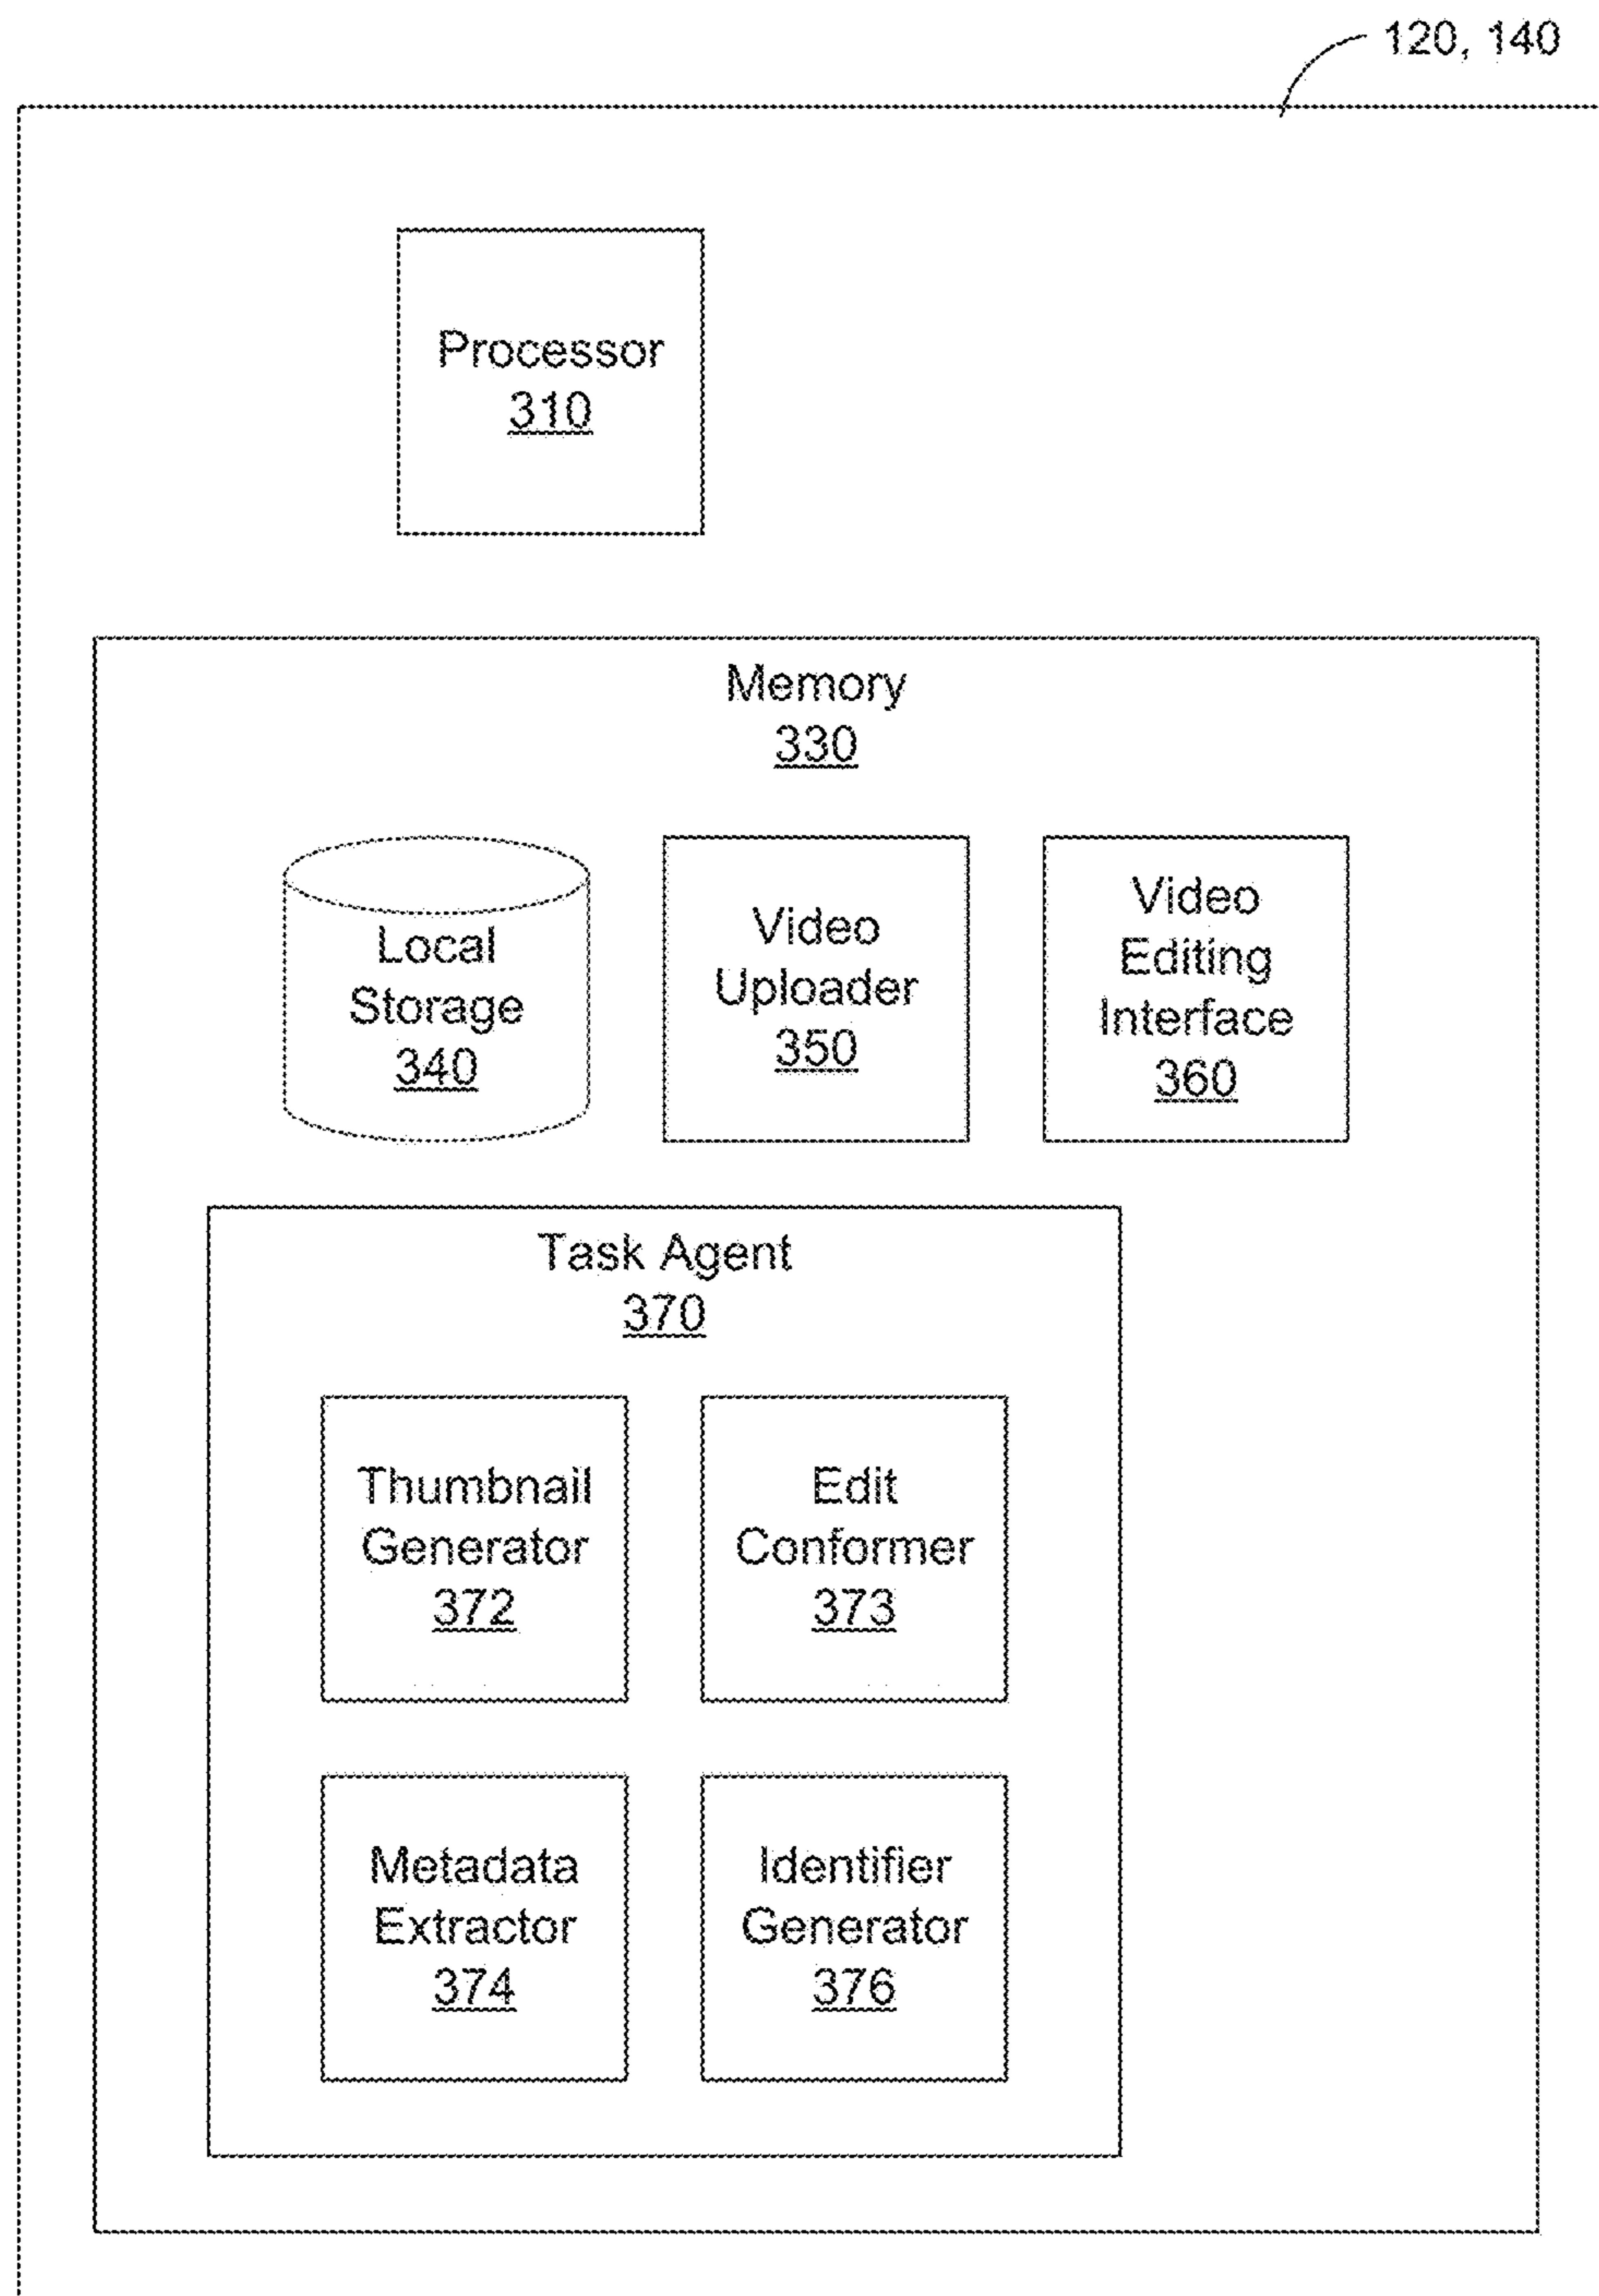 120, 140
Processor
310
Memory
330
Local
Storage
340
Video
Uploader
350
Video
Editing
Interface
360
Task Agent
370
Thumbnail
Generator
372
Edit
Conformer
373
Metadata
Extractor
374
Identifier
Generator
376